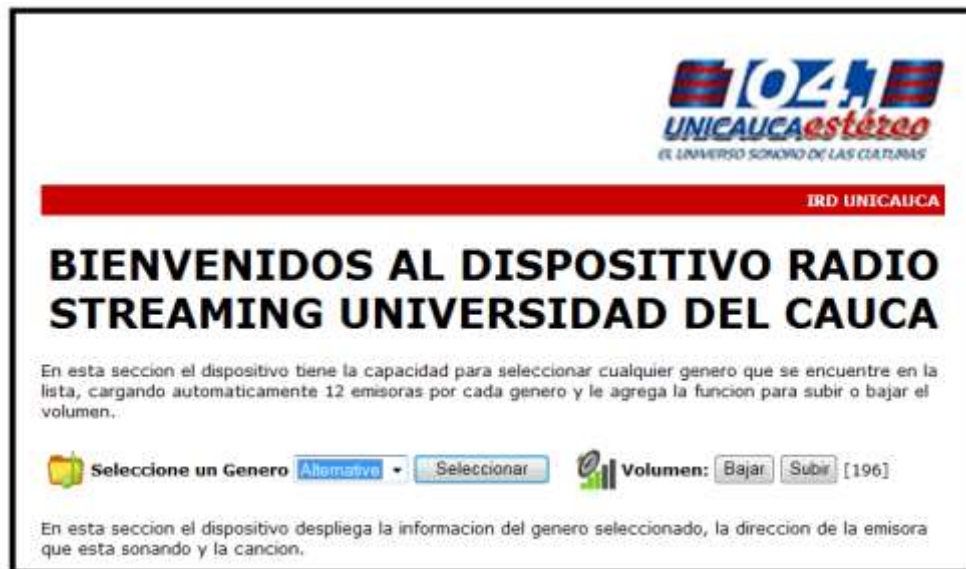 104.1
UNICAUCAestéreo
EL UNIVERSO SONORO DE LAS CULTURAS
IRD UNICAUCA
BIENVENIDOS AL DISPOSITIVO RADIO
STREAMING UNIVERSIDAD DEL CAUCA
En esta seccion el dispositivo tiene la capacidad para seleccionar cualquier genero que se encuentre en la
lista, cargando automaticamente 12 emisoras por cada genero y le agrega la funcion para subir o bajar el
volumen.
Seleccione un Genero Alternative Seleccionar Volumen: Bajar Subir [196]
En esta seccion el dispositivo despliega la informacion del genero seleccionado, la direccion de la emisora
que esta sonando y la cancion.